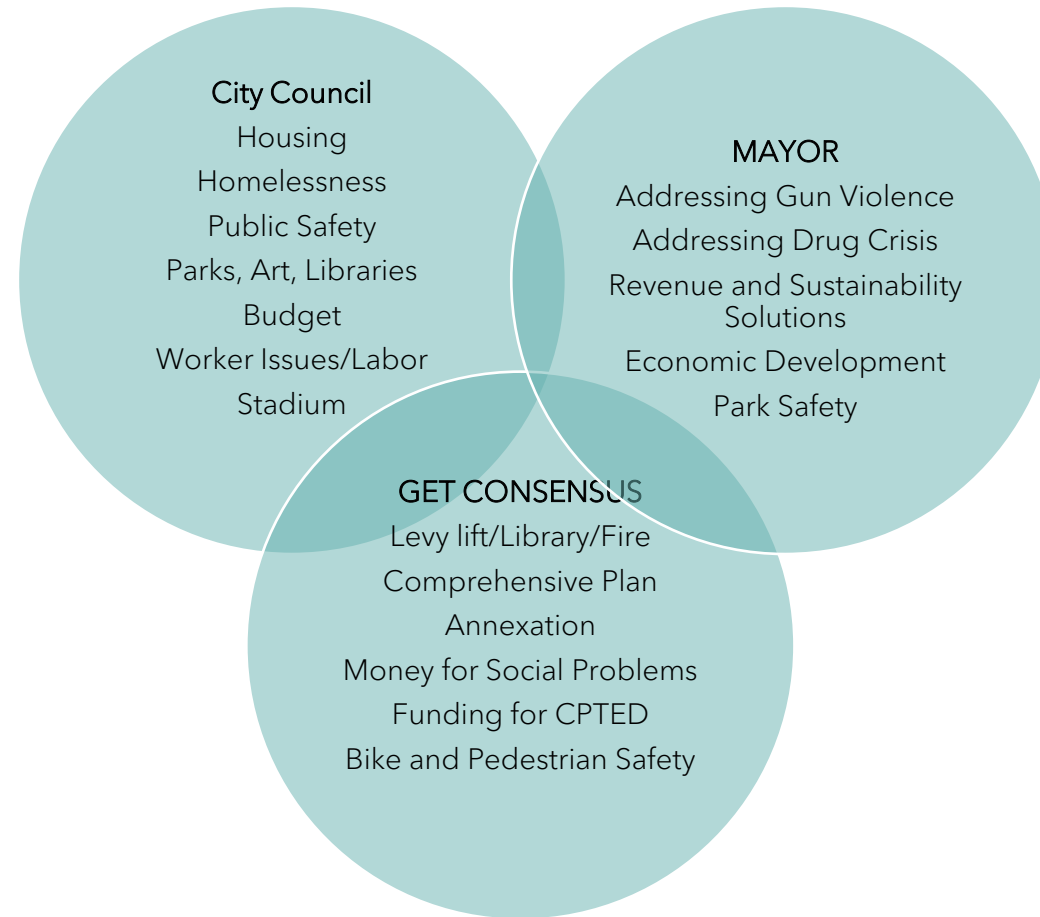 City Council
Housing
Homelessness
Public Safety
Parks, Art, Libraries
Budget
Worker Issues/Labor
Stadium
MAYOR
Addressing Gun Violence
Addressing Drug Crisis
Revenue and Sustainability
Solutions
Economic Development
Park Safety
GET CONSENSUS
Levy lift/Library/Fire
Comprehensive Plan
Annexation
Money for Social Problems
Funding for CPTED
Bike and Pedestrian Safety